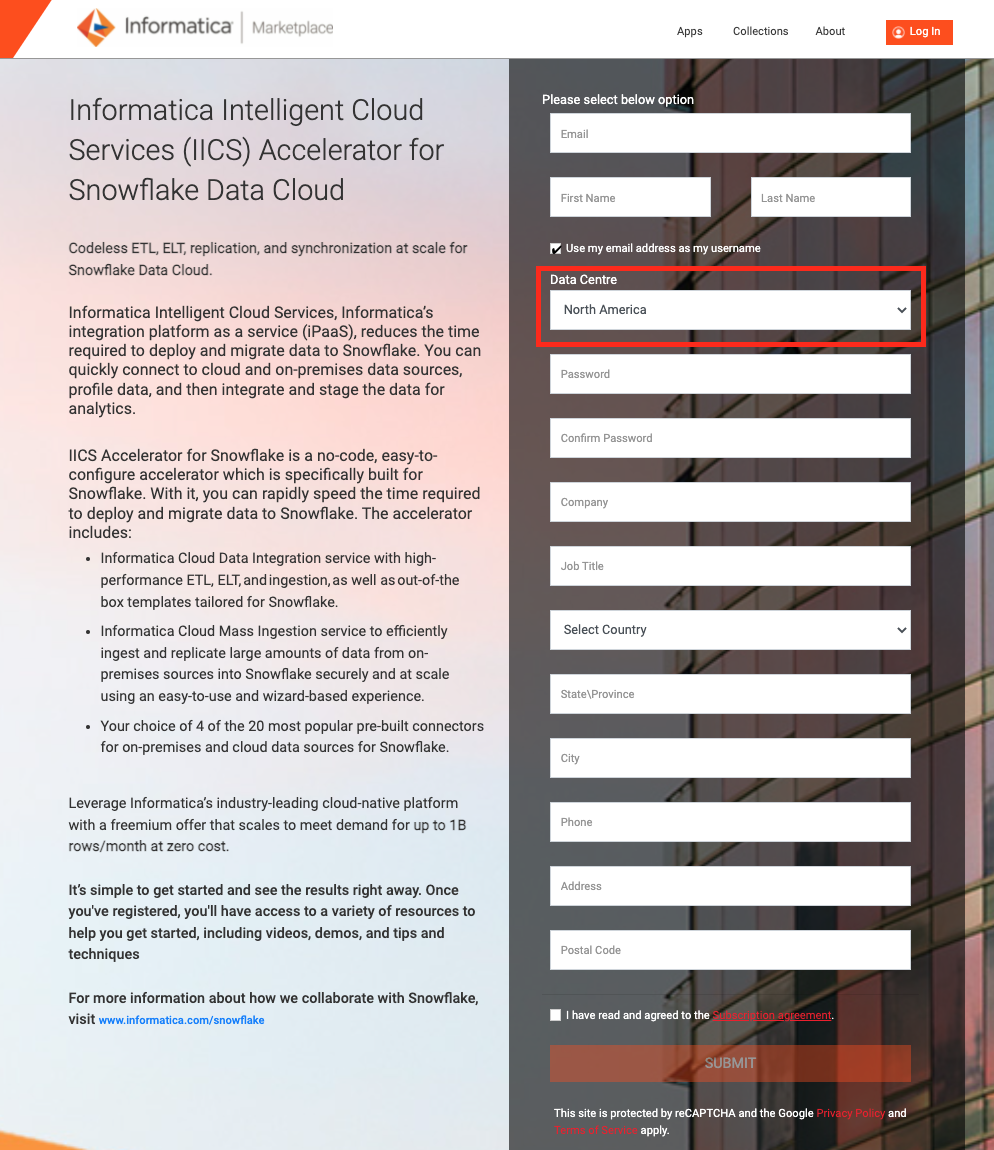 Informatica Marketplace
Apps Collections About Log In
Informatica Intelligent Cloud
Services (IICS) Accelerator for
Snowflake Data Cloud
Codeless ETL, ELT, replication, and synchronization at scale for
Snowflake Data Cloud.
Informatica Intelligent Cloud Services, Informatica’s
integration platform as a service (iPaaS), reduces the time
required to deploy and migrate data to Snowflake. You can
quickly connect to cloud and on-premises data sources,
profile data, and then integrate and stage the data for
analytics.
IICS Accelerator for Snowflake is a no-code, easy-to-
configure accelerator which is specifically built for
Snowflake. With it, you can rapidly speed the time required
to deploy and migrate data to Snowflake. The accelerator
includes:
• Informatica Cloud Data Integration service with high-
performance ETL, ELT, and ingestion, as well as out-of-the
box templates tailored for Snowflake.
• Informatica Cloud Mass Ingestion service to efficiently
ingest and replicate large amounts of data from on-
premises sources into Snowflake securely and at scale
using an easy-to-use and wizard-based experience.
• Your choice of 4 of the 20 most popular pre-built connectors
for on-premises and cloud data sources for Snowflake.
Leverage Informatica’s industry-leading cloud-native platform
with a freemium offer that scales to meet demand for up to 1B
rows/month at zero cost.
It’s simple to get started and see the results right away. Once
you've registered, you'll have access to a variety of resources to
help you get started, including videos, demos, and tips and
techniques
For more information about how we collaborate with Snowflake,
visit www.informatica.com/snowflake
Please select below option
Email
First Name Last Name
Use my email address as my username
Data Centre
North America
Password
Confirm Password
Company
Job Title
Select Country
State\Province
City
Phone
Address
Postal Code
I have read and agreed to the Subscription agreement.
SUBMIT
This site is protected by reCAPTCHA and the Google Privacy Policy and
Terms of Service apply.